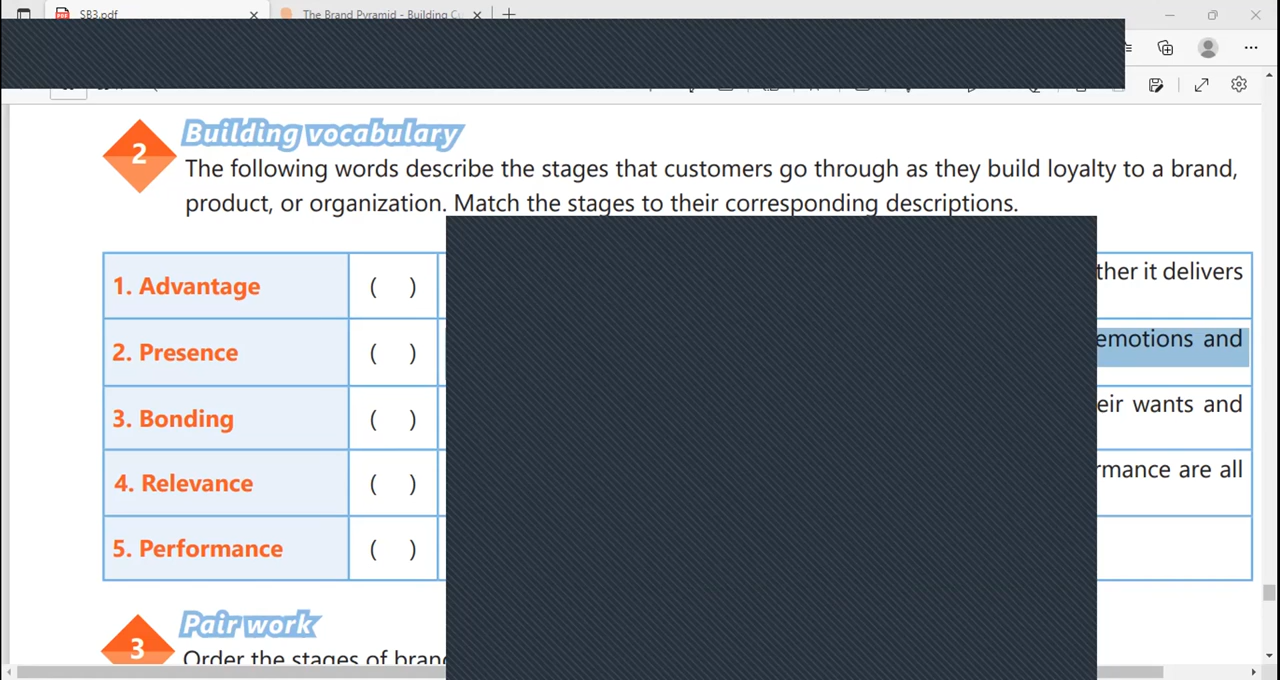 SB3.pdf
The Brand Pyramid - Building Cu
2
Building vocabulary
The following words describe the stages that customers go through as they build loyalty to a brand,
product, or organization. Match the stages to their corresponding descriptions.
1. Advantage ( ) ther it delivers
2. Presence ( ) emotions and
3. Bonding ( ) eir wants and
4. Relevance ( ) rmance are all
5. Performance ( )
3
Pair work
Order the stages of bran